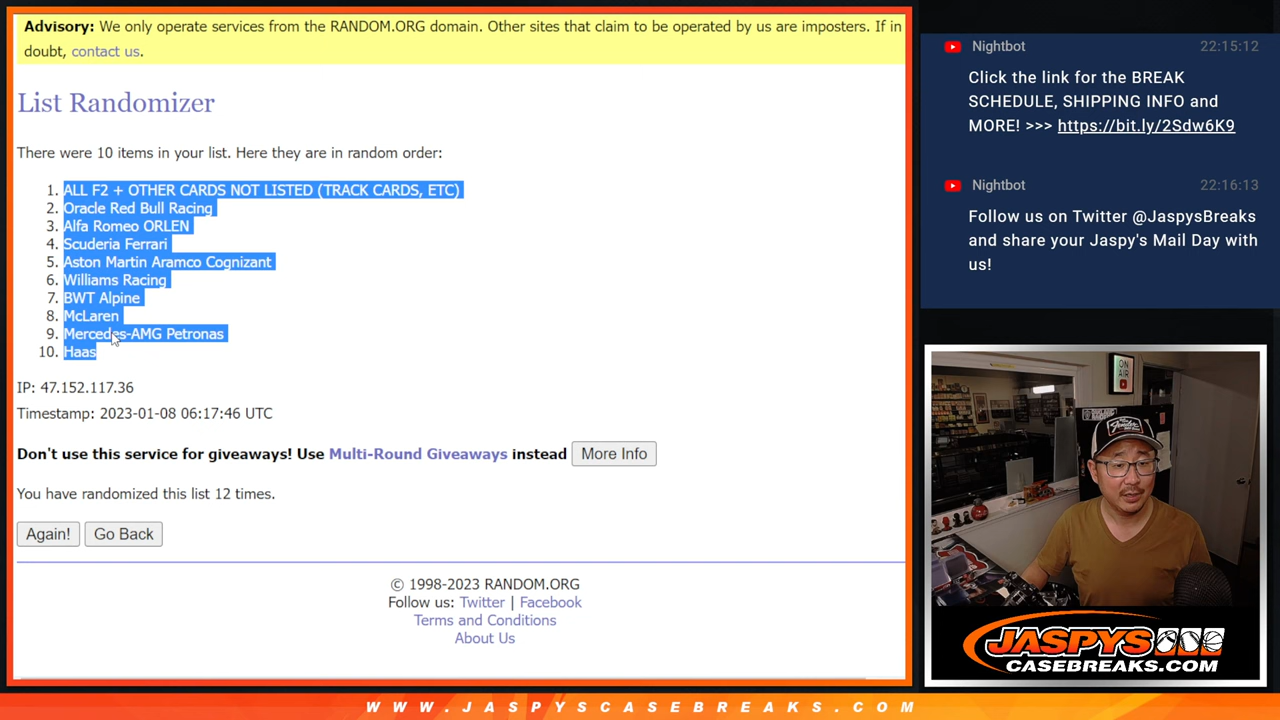 Advisory: We only operate services from the RANDOM.ORG domain. Other sites that claim to be operated by us are imposters. If in
doubt, contact us.
List Randomizer
There were 10 items in your list. Here they are in random order:
1. ALL F2 + OTHER CARDS NOT LISTED (TRACK CARDS, ETC)
2. Oracle Red Bull Racing
3. Alfa Romeo ORLEN
4. Scuderia Ferrari
5. Aston Martin Aramco Cognizant
6. Williams Racing
7. BWT Alpine
8. McLaren
9. Mercedes-AMG Petronas
10. Haas
IP: 47.152.117.36
Timestamp: 2023-01-08 06:17:46 UTC
Don't use this service for giveaways! Use Multi-Round Giveaways instead More Info
You have randomized this list 12 times.
Again! Go Back
© 1998-2023 RANDOM.ORG
Follow us: Twitter | Facebook
Terms and Conditions
About Us
Nightbot 22:15:12
Click the link for the BREAK
SCHEDULE, SHIPPING INFO and
MORE! >>> https://bit.ly/2Sdw6K9
Nightbot 22:16:13
Follow us on Twitter @JaspysBreaks
and share your Jaspy's Mail Day with
us!
ON
AIR
Fender
JASPYS
CASEBREAKS.COM
WWW.JASPYSCASEBREAKS.COM